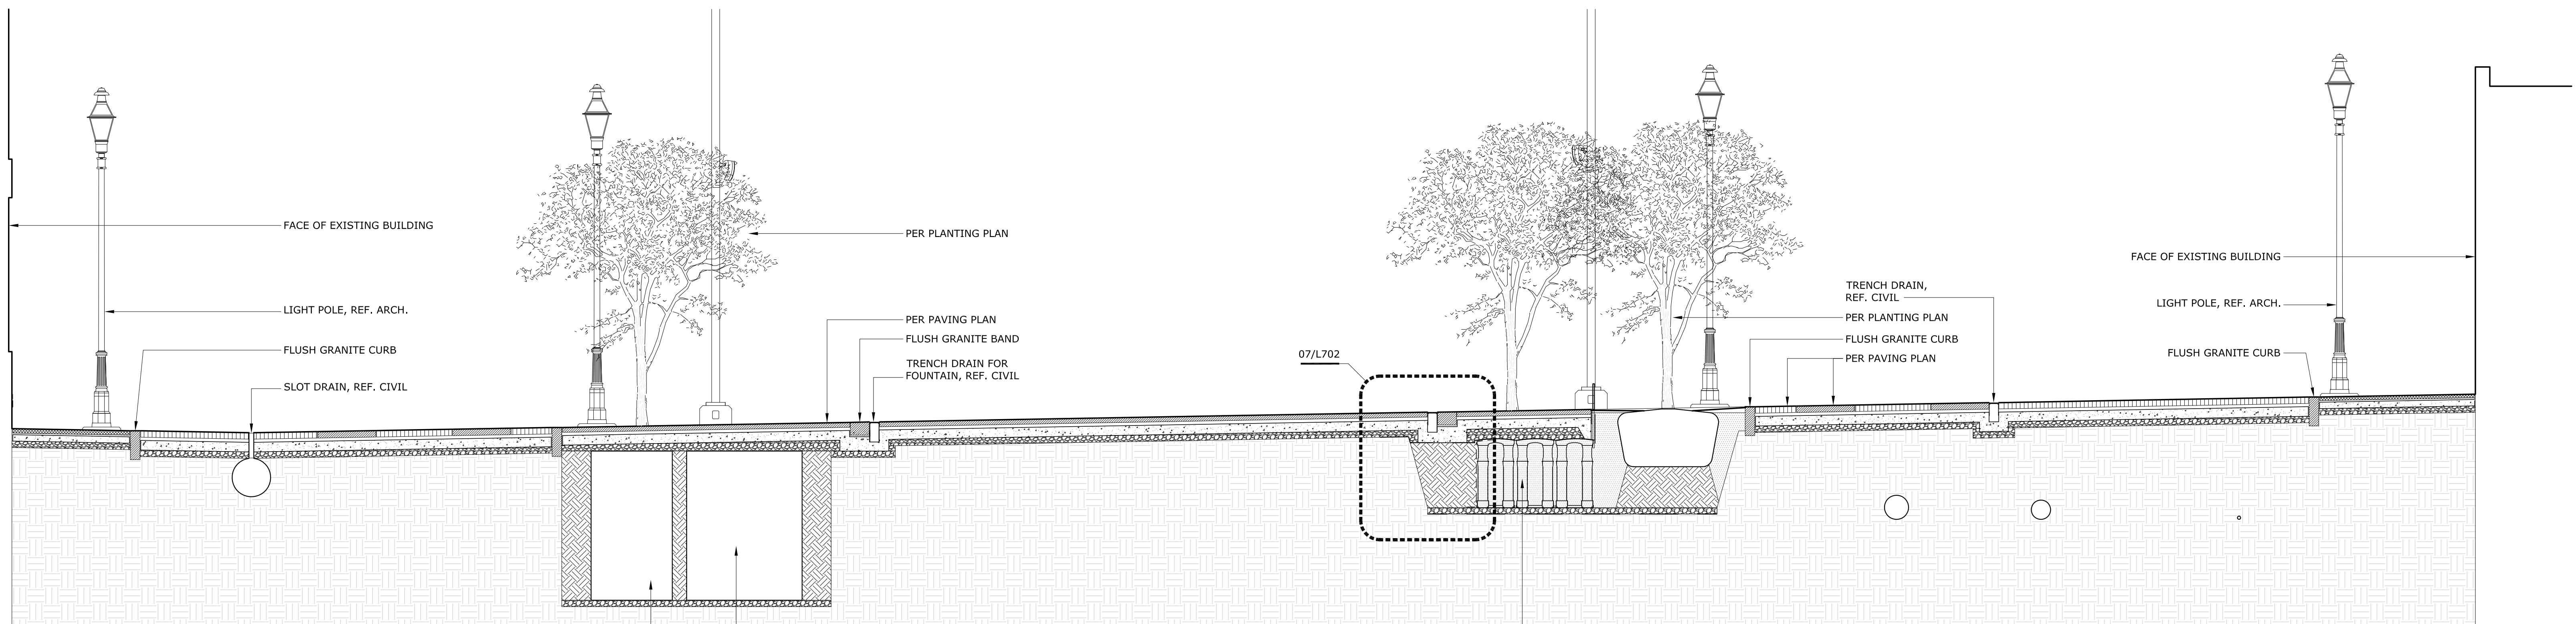 FACE OF EXISTING BUILDING
LIGHT POLE, REF. ARCH.
FLUSH GRANITE CURB
SLOT DRAIN, REF. CIVIL
PER PLANTING PLAN
PER PAVING PLAN
FLUSH GRANITE BAND
TRENCH DRAIN FOR
FOUNTAIN, REF. CIVIL
07/L702
TRENCH DRAIN,
REF. CIVIL
PER PLANTING PLAN
FLUSH GRANITE CURB
PER PAVING PLAN
FACE OF EXISTING BUILDING
LIGHT POLE, REF. ARCH.
FLUSH GRANITE CURB